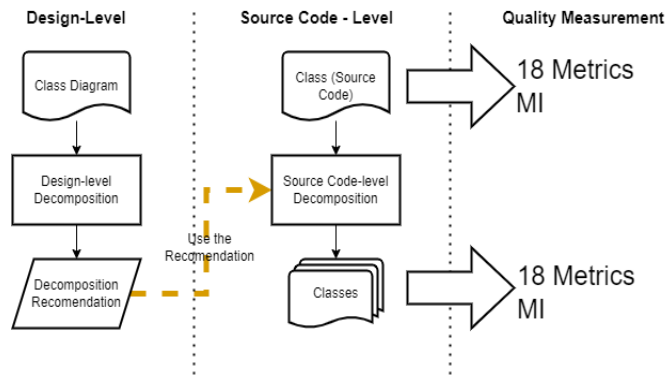 Design-Level
Source Code - Level
Quality Measurement
Class Diagram
Class (Source
Code)
18 Metrics
MI
Design-level
Decomposition
Source Code-level
Decomposition
Use the
Recomendation
Decomposition
Recomendation
Classes
18 Metrics
MI